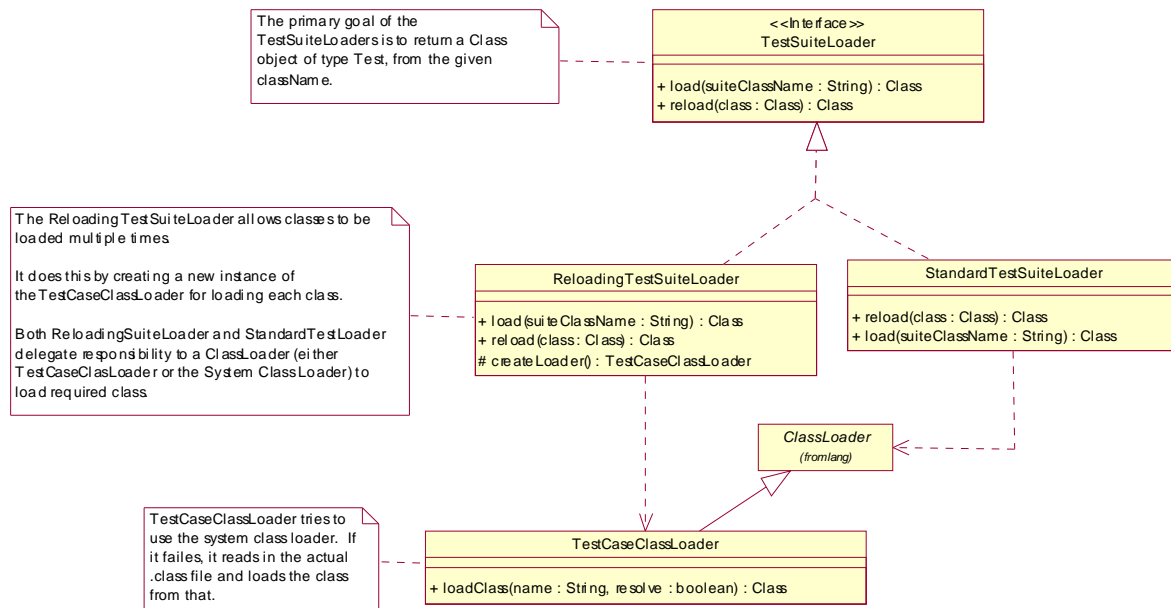 The primary goal of the
TestSuiteLoaders is to return a Class
object of type Test, from the given
className.
<<Interface>>
TestSuiteLoader
+ load(suiteClassName : String) : Class
+ reload(class : Class) : Class
The ReloadingTestSuiteLoader allows classes to be
loaded multiple times.
It does this by creating a new instance of
the TestCaseClassLoader for loading each class.
Both ReloadingSuiteLoader and StandardTestLoader
delegate responsibility to a ClassLoader (either
TestCaseClasLoader or the System ClassLoader) to
load required class.
ReloadingTestSuiteLoader
+ load(suiteClassName : String) : Class
+ reload(class : Class) : Class
# createLoader() : TestCaseClassLoader
StandardTestSuiteLoader
+ reload(class : Class) : Class
+ load(suiteClassName : String) : Class
ClassLoader
(from lang)
TestCaseClassLoader tries to
use the system class loader. If
it failes, it reads in the actual
.class file and loads the class
from that.
TestCaseClassLoader
+ loadClass(name : String, resolve : boolean) : Class